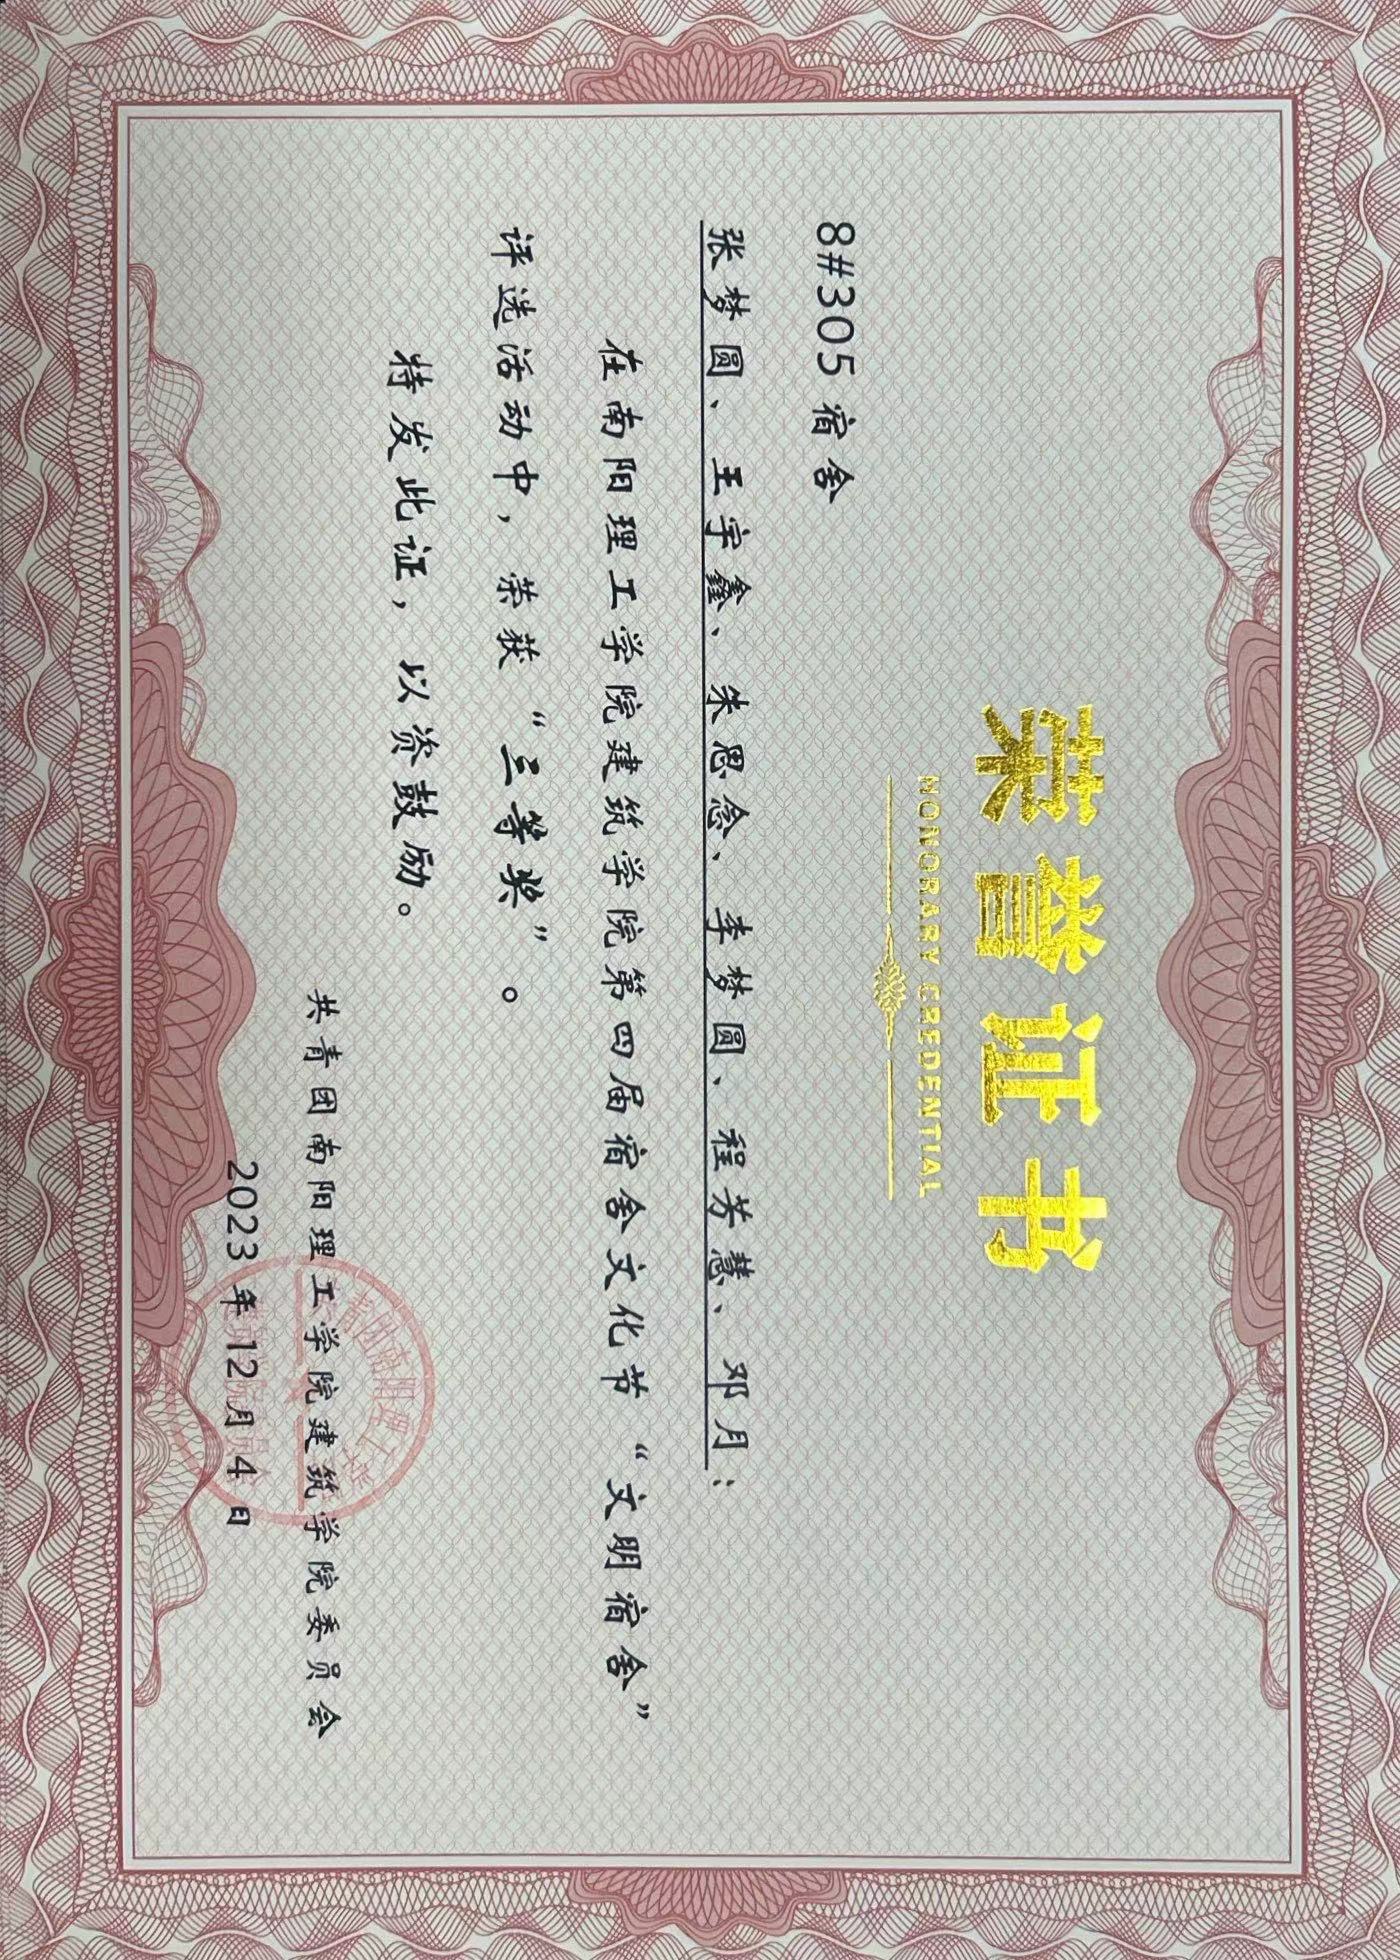 荣誉证书
HONORARY CREDENTIAL
8#305宿舍
张梦圆、王宇鑫、朱思念、李梦圆、程芳慧、邓月：
在南阳理工学院建筑学院第四届宿舍文化节“文明宿舍”
评选活动中，荣获“三等奖”。
特发此证，以资鼓励。
共青团南阳理工学院建筑学院委员会
2023年12月4日